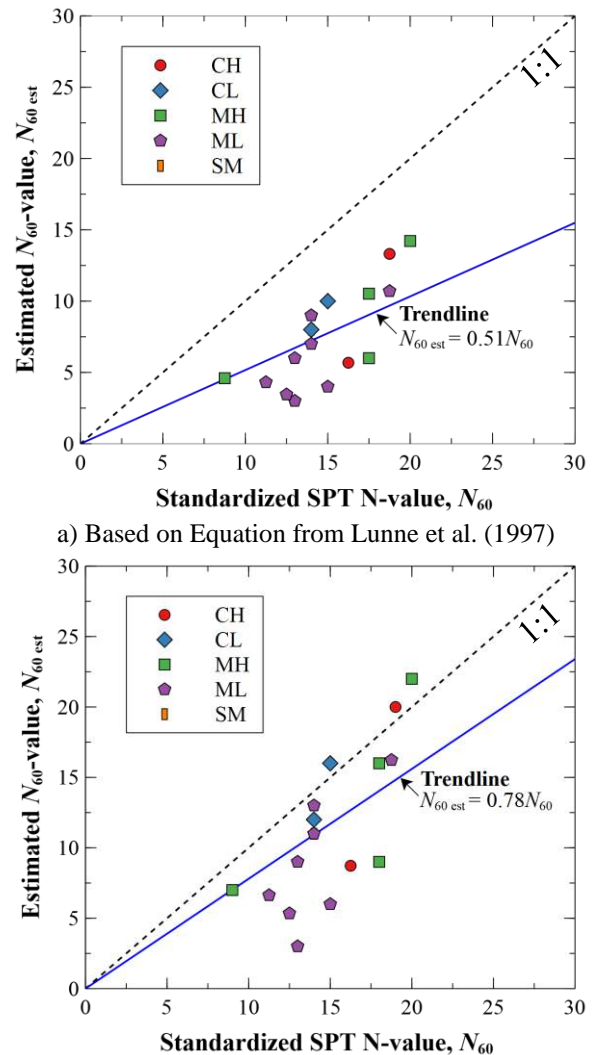 30
25
20
15
10
5
0
Estimated N60-value, N60 est
CH
CL
MH
ML
SM
1:1
Trendline
N60 est = 0.51N60
0 5 10 15 20 25 30
Standardized SPT N-value, N60
a) Based on Equation from Lunne et al. (1997)
30
25
20
15
10
5
0
Estimated N60-value, N60 est
CH
CL
MH
ML
SM
1:1
Trendline
N60 est = 0.78N60
0 5 10 15 20 25 30
Standardized SPT N-value, N60